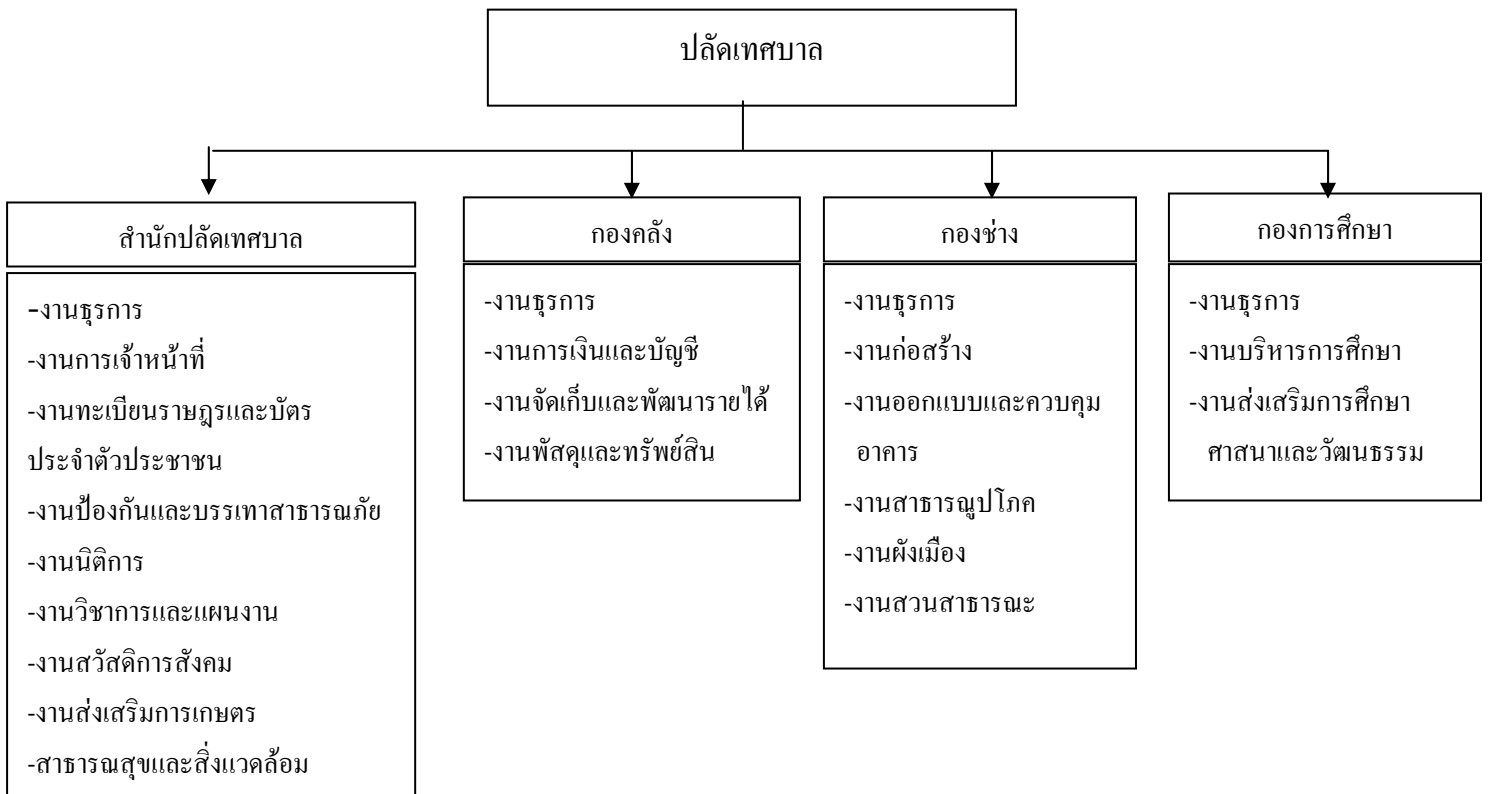 ปลัดเทศบาล
สำนักปลัดเทศบาล
-งานธุรการ
-งานการเจ้าหน้าที่
-งานทะเบียนราษฎรและบัตร
ประจำตัวประชาชน
-งานป้องกันและบรรเทาสาธารณภัย
-งานนิติการ
-งานวิชาการและแผนงาน
-งานสวัสดิการสังคม
-งานส่งเสริมการเกษตร
-สาธารณสุขและสิ่งแวดล้อม
กองคลัง
-งานธุรการ
-งานการเงินและบัญชี
-งานจัดเก็บและพัฒนารายได้
-งานพัสดุและทรัพย์สิน
กองช่าง
-งานธุรการ
-งานก่อสร้าง
-งานออกแบบและควบคุม
อาคาร
-งานสาธารณูปโภค
-งานผังเมือง
-งานสวนสาธารณะ
กองการศึกษา
-งานธุรการ
-งานบริหารการศึกษา
-งานส่งเสริมการศึกษา
ศาสนาและวัฒนธรรม